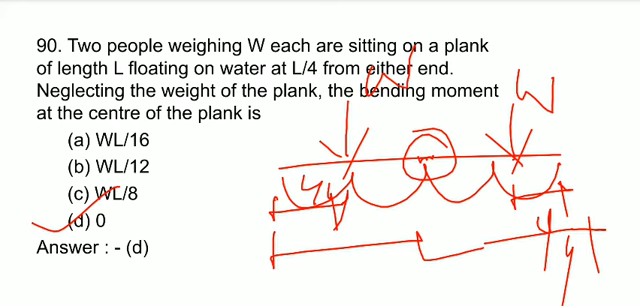 90. Two people weighing W each are sitting on a plank
of length L floating on water at L/4 from either end.
Neglecting the weight of the plank, the bending moment
at the centre of the plank is
(a) WL/16
(b) WL/12
(c) WL/8
(d) 0
Answer : - (d)
W
W